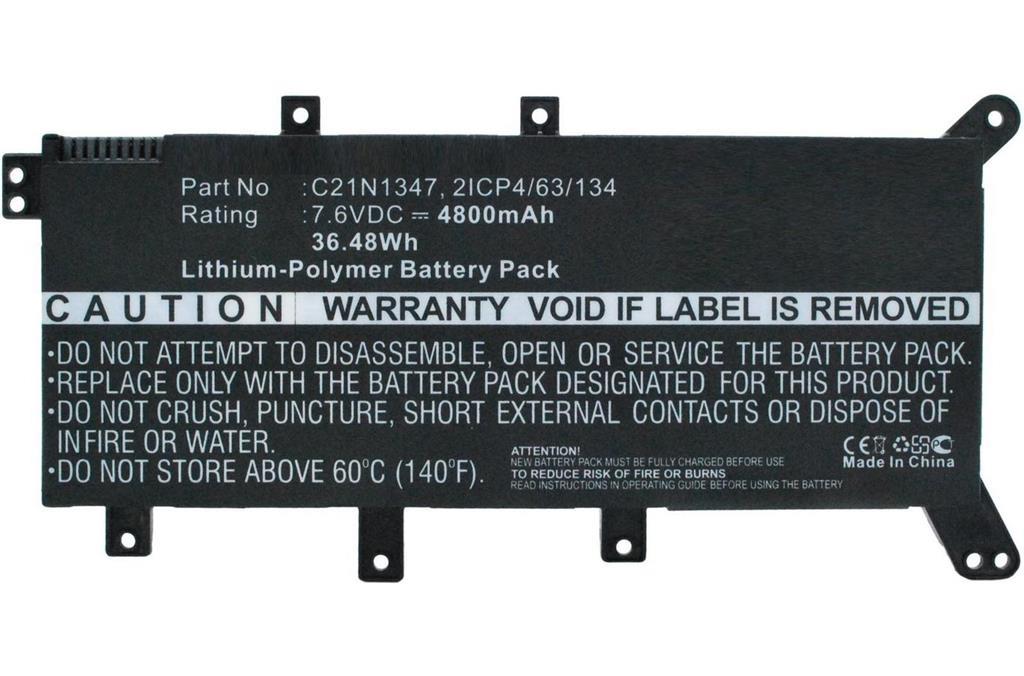 Part No : C21N1347, 2ICP4/63/134
Rating : 7.6VDC ⎓ 4800mAh
36.48Wh
Lithium-Polymer Battery Pack
CAUTION WARRANTY VOID IF LABEL IS REMOVED
·DO NOT ATTEMPT TO DISASSEMBLE, OPEN OR SERVICE THE BATTERY PACK.
·REPLACE ONLY WITH THE BATTERY PACK DESIGNATED FOR THIS PRODUCT.
·DO NOT CRUSH, PUNCTURE, SHORT EXTERNAL CONTACTS OR DISPOSE OF
INFIRE OR WATER.
·DO NOT STORE ABOVE 60°C (140°F).
ATTENTION!
NEW BATTERY PACK MUST BE FULLY CHARGED BEFORE USE
TO REDUCE RISK OF FIRE OR BURNS
READ INSTRUCTIONS IN OPERATING GUIDE BEFORE USING THE BATTERY
CE
Made In China